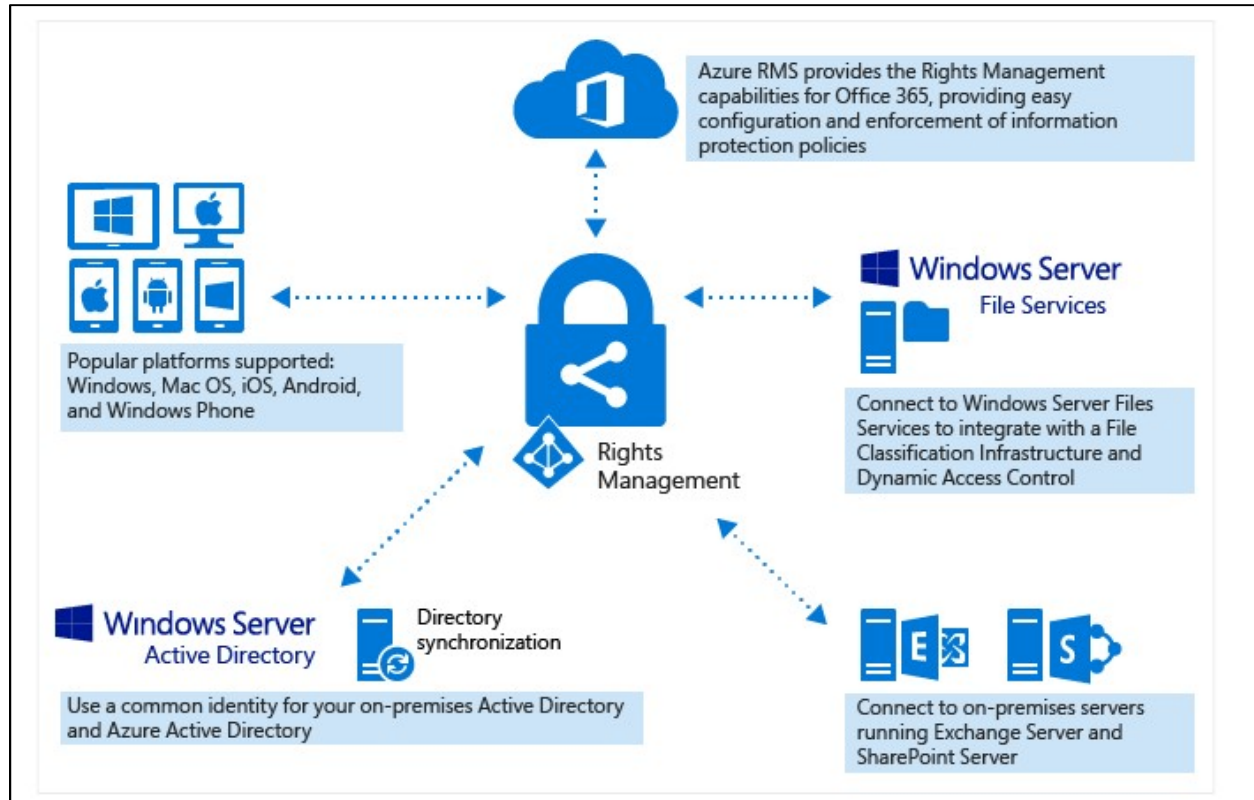 Azure RMS provides the Rights Management
capabilities for Office 365, providing easy
configuration and enforcement of information
protection policies
Popular platforms supported:
Windows, Mac OS, iOS, Android,
and Windows Phone
Windows Server
File Services
Connect to Windows Server Files
Services to integrate with a File
Classification Infrastructure and
Dynamic Access Control
Rights
Management
Windows Server
Active Directory
Directory
synchronization
Use a common identity for your on-premises Active Directory
and Azure Active Directory
E
S
Connect to on-premises servers
running Exchange Server and
SharePoint Server